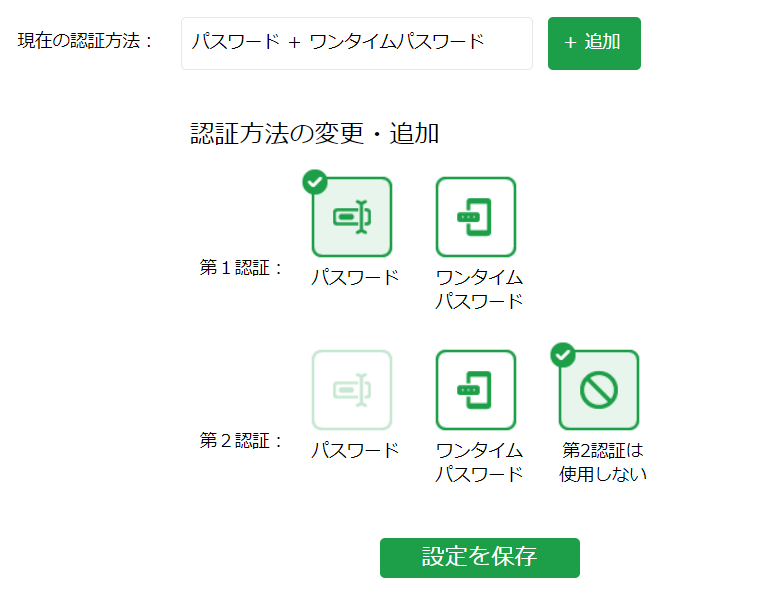 現在の認証方法：
パスワード ＋ ワンタイムパスワード
+ 追加
認証方法の変更・追加
第１認証：
パスワード
ワンタイム
パスワード
第２認証：
パスワード
ワンタイム
パスワード
第2認証は
使用しない
設定を保存